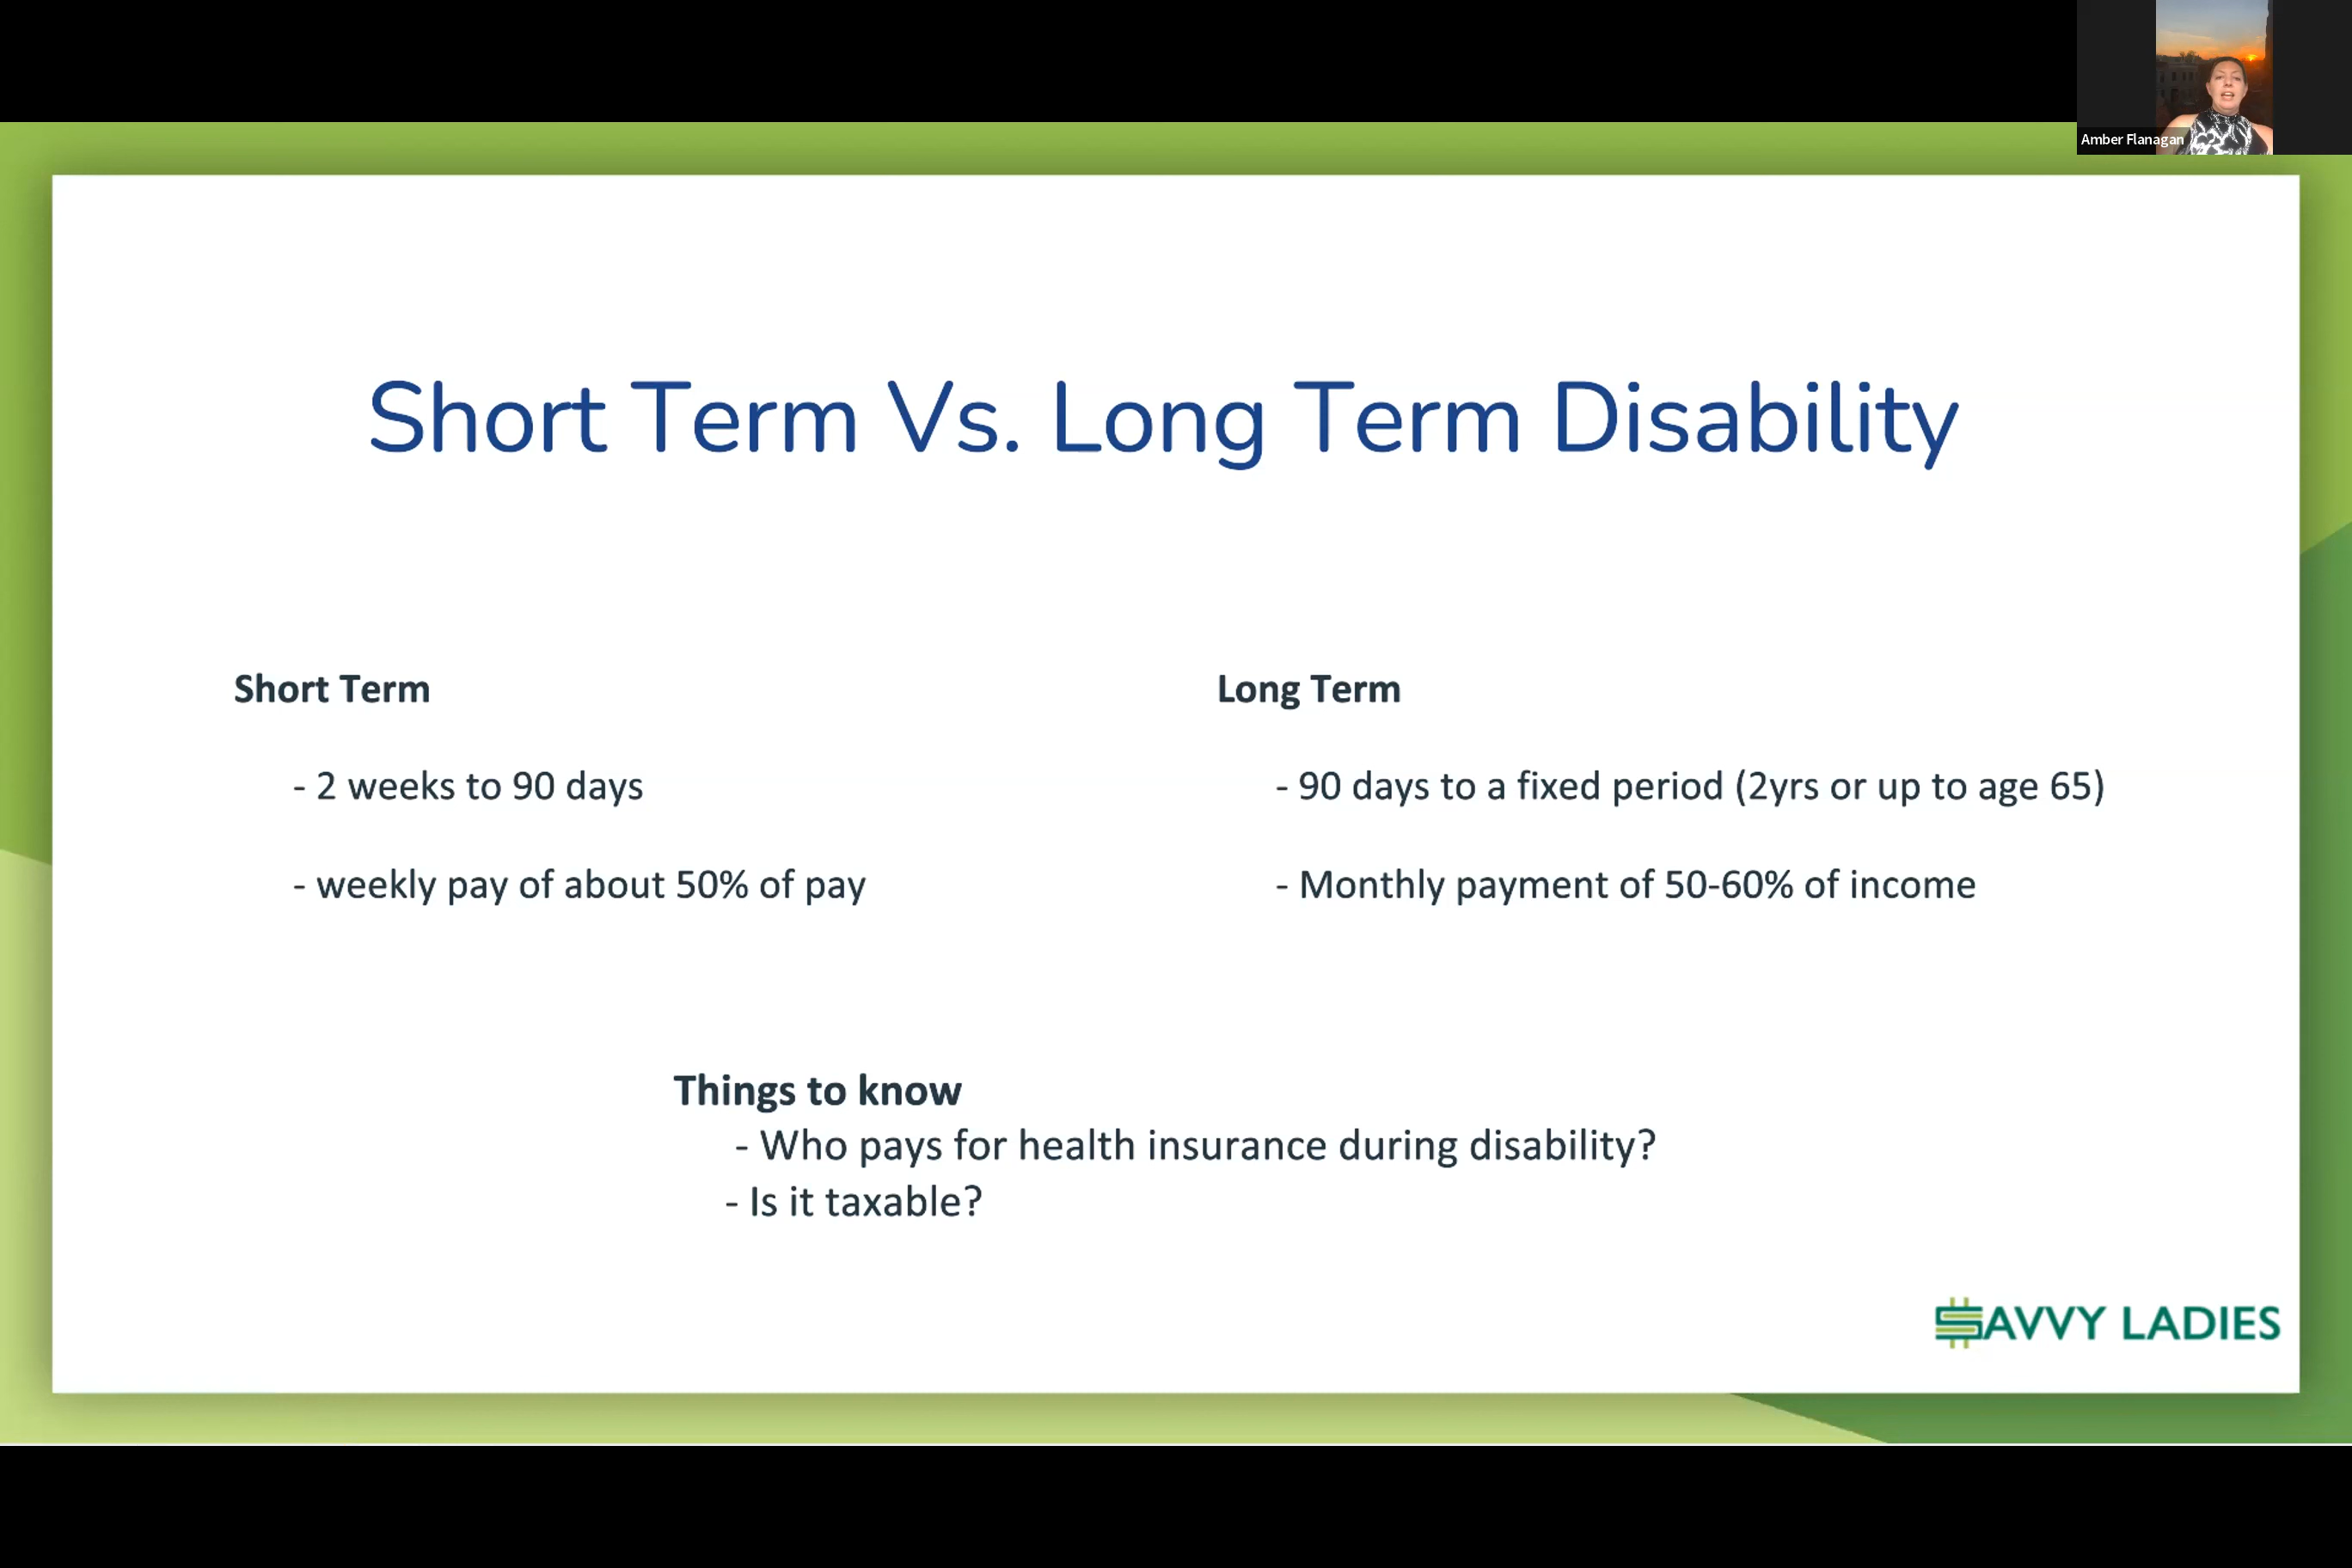 Amber Flanagan
Short Term Vs. Long Term Disability
Short Term
- 2 weeks to 90 days
- weekly pay of about 50% of pay
Long Term
- 90 days to a fixed period (2yrs or up to age 65)
- Monthly payment of 50-60% of income
Things to know
- Who pays for health insurance during disability?
- Is it taxable?
SAVVY LADIES